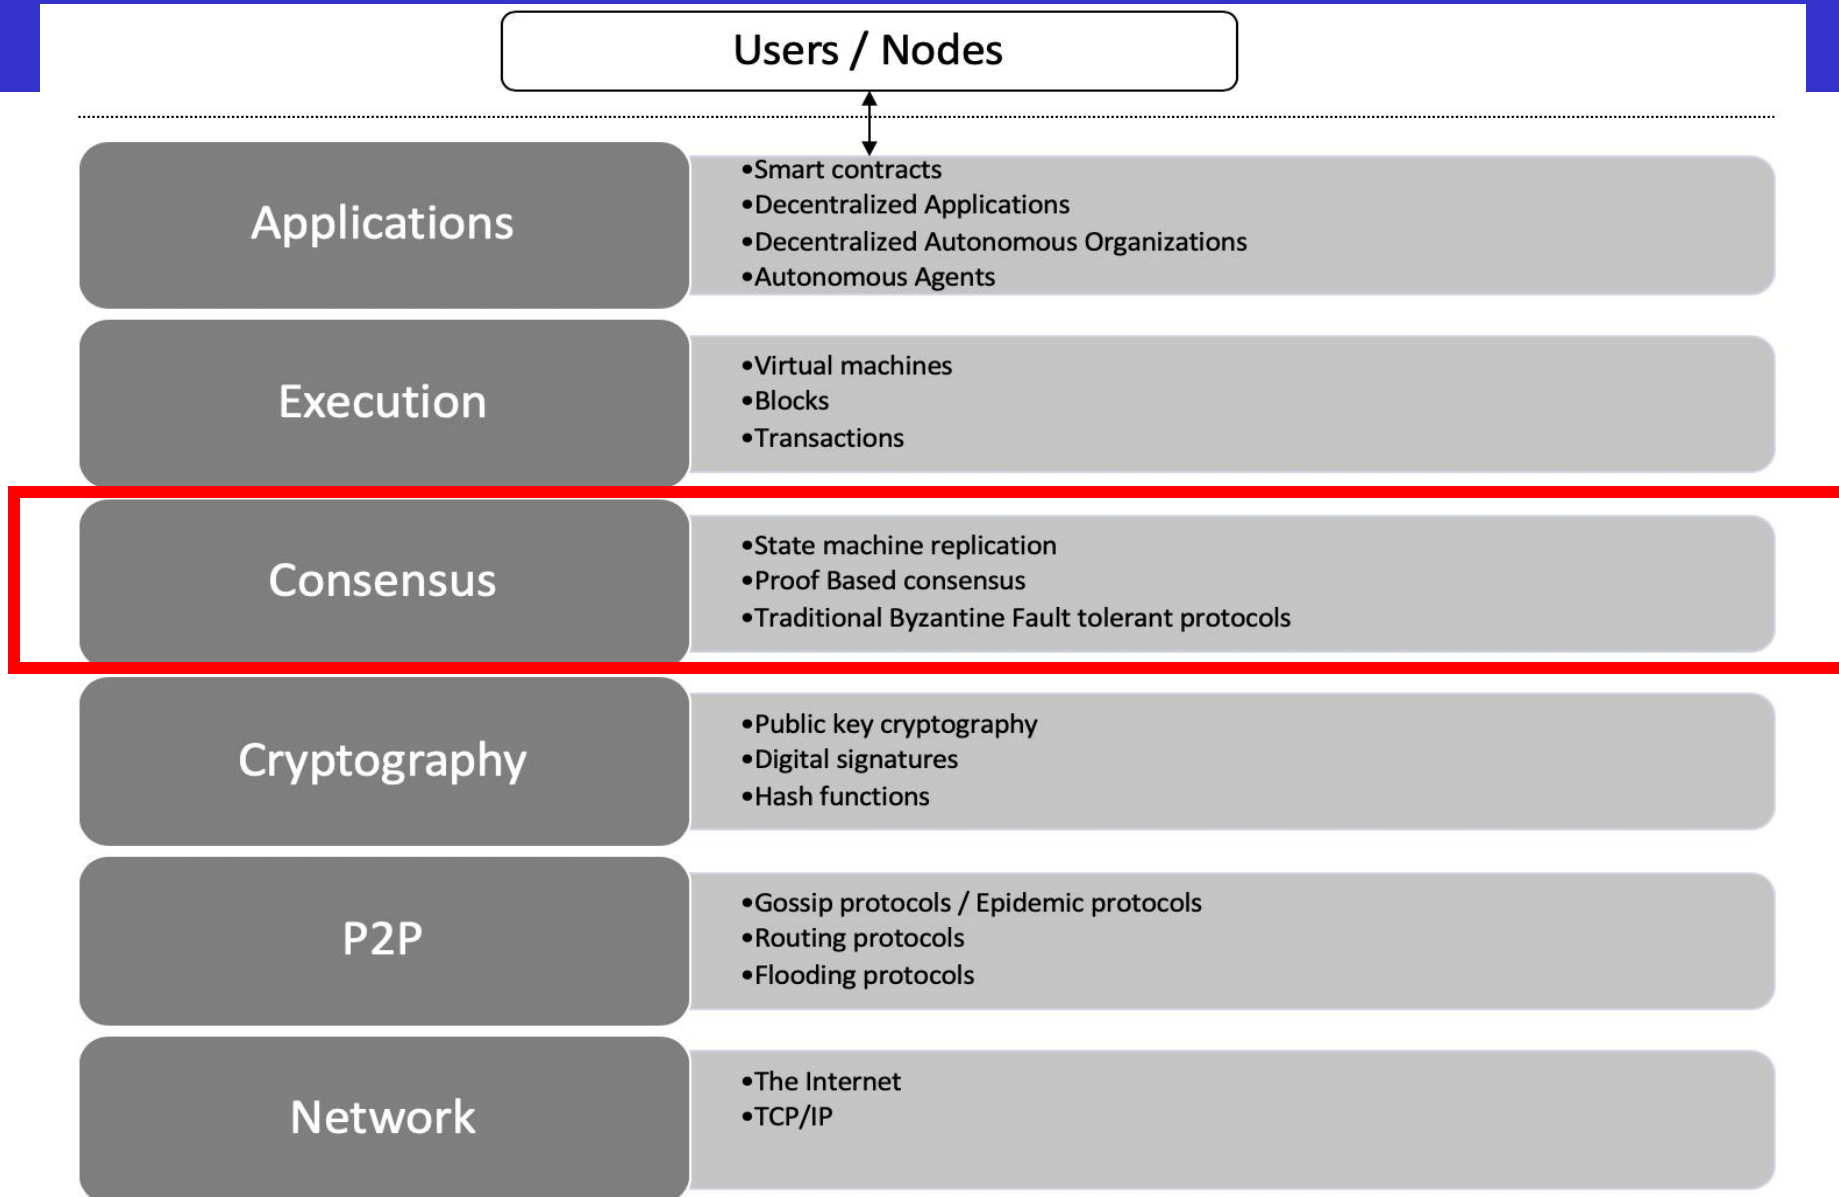 Users / Nodes
Applications
•Smart contracts
•Decentralized Applications
•Decentralized Autonomous Organizations
•Autonomous Agents
Execution
•Virtual machines
•Blocks
•Transactions
Consensus
•State machine replication
•Proof Based consensus
•Traditional Byzantine Fault tolerant protocols
Cryptography
•Public key cryptography
•Digital signatures
•Hash functions
P2P
•Gossip protocols / Epidemic protocols
•Routing protocols
•Flooding protocols
Network
•The Internet
•TCP/IP